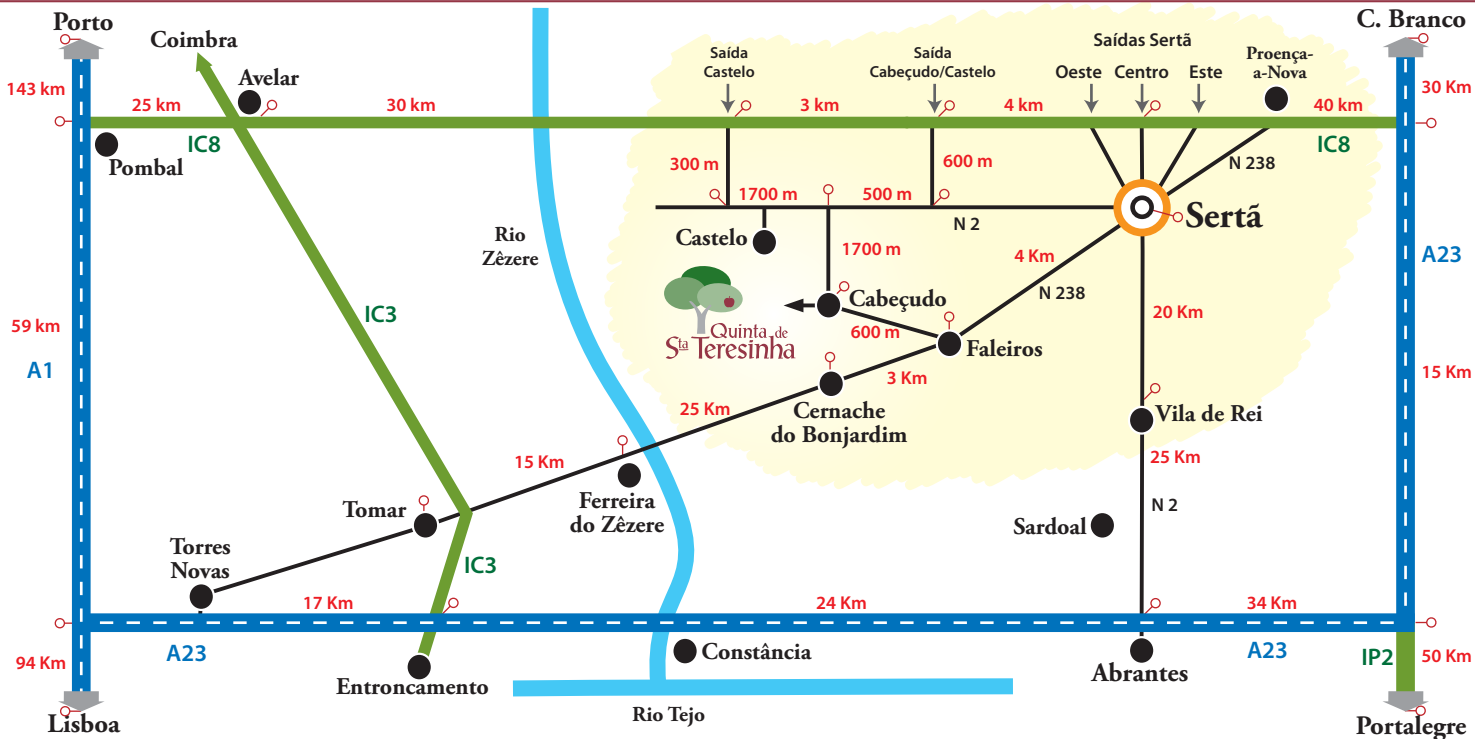 Porto
C. Branco
Coimbra
Saída
Castelo
Saída
Cabeçudo/Castelo
Saídas Sertã
Oeste
Centro
Este
Proença-
a-Nova
Avelar
143 km
25 km
30 km
3 km
4 km
40 km
30 Km
IC8
IC8
Pombal
300 m
600 m
N 238
1700 m
500 m
N 2
Sertã
Rio
Zêzere
Castelo
1700 m
4 Km
A23
Cabeçudo
N 238
IC3
20 Km
59 km
Quinta de
Sta Teresinha
600 m
Faleiros
A1
3 Km
15 Km
25 Km
Cernache
do Bonjardim
Vila de Rei
15 Km
25 Km
Tomar
Ferreira
do Zêzere
N 2
Sardoal
Torres
Novas
IC3
17 Km
24 Km
34 Km
A23
Constância
A23
94 Km
IP2
50 Km
Abrantes
Entroncamento
Rio Tejo
Lisboa
Portalegre